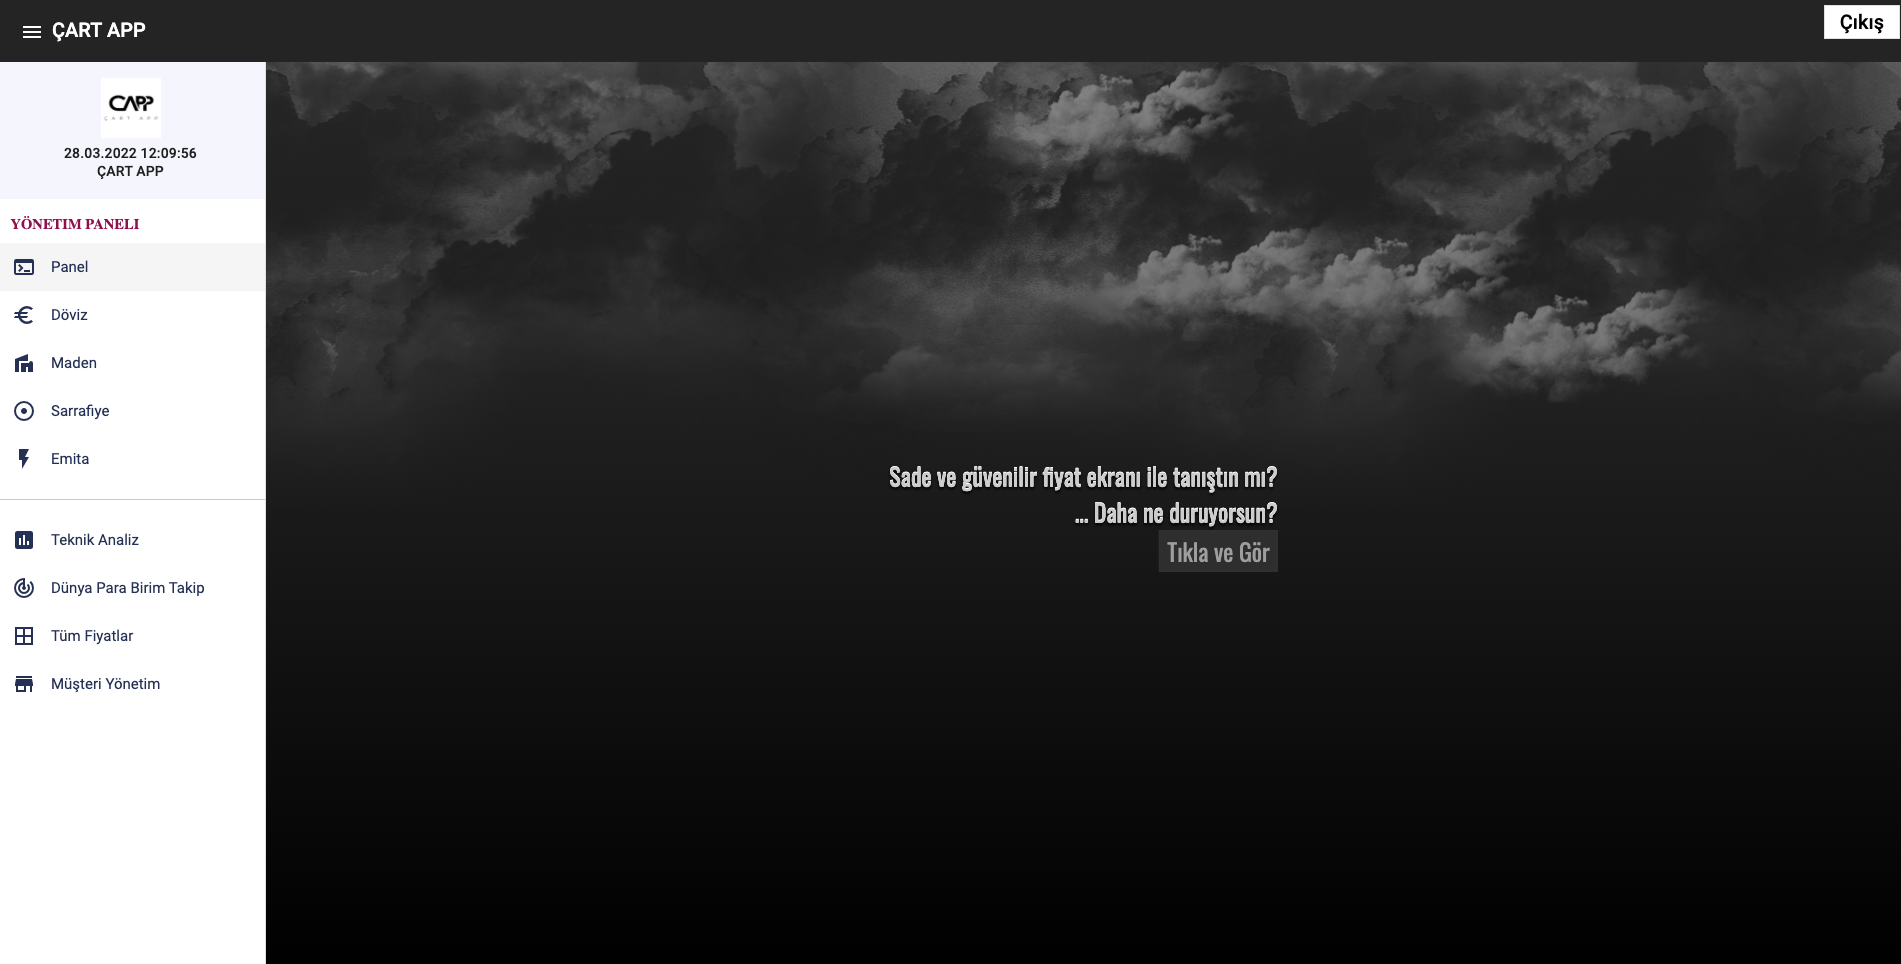 ÇART APP
Çıkış
CAPP
ÇART APP
28.03.2022 12:09:56
ÇART APP
YÖNETIM PANELI
Panel
Döviz
Maden
Sarrafiye
Emita
Teknik Analiz
Dünya Para Birim Takip
Tüm Fiyatlar
Müşteri Yönetim
Sade ve güvenilir fiyat ekranı ile tanıştın mı?
... Daha ne duruyorsun?
Tıkla ve Gör